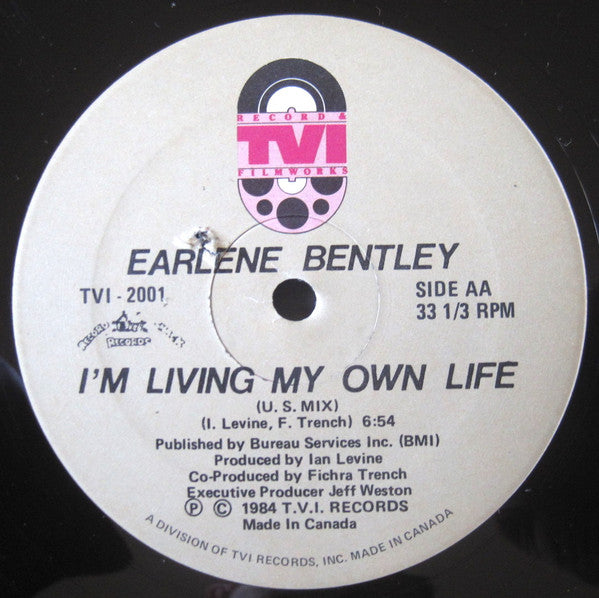 RECORD &
TVI
FILMWORKS
EARLENE BENTLEY
TVI - 2001
SIDE AA
33 1/3 RPM
RECORD
RECORDS
I'M LIVING MY OWN LIFE
(U. S. MIX)
(I. Levine, F. Trench) 6:54
Published by Bureau Services Inc. (BMI)
Produced by Ian Levine
Co-Produced by Fichra Trench
Executive Producer Jeff Weston
Ⓟ © 1984 T.V.I. RECORDS
Made In Canada
A DIVISION OF TVI RECORDS, INC. MADE IN CANADA